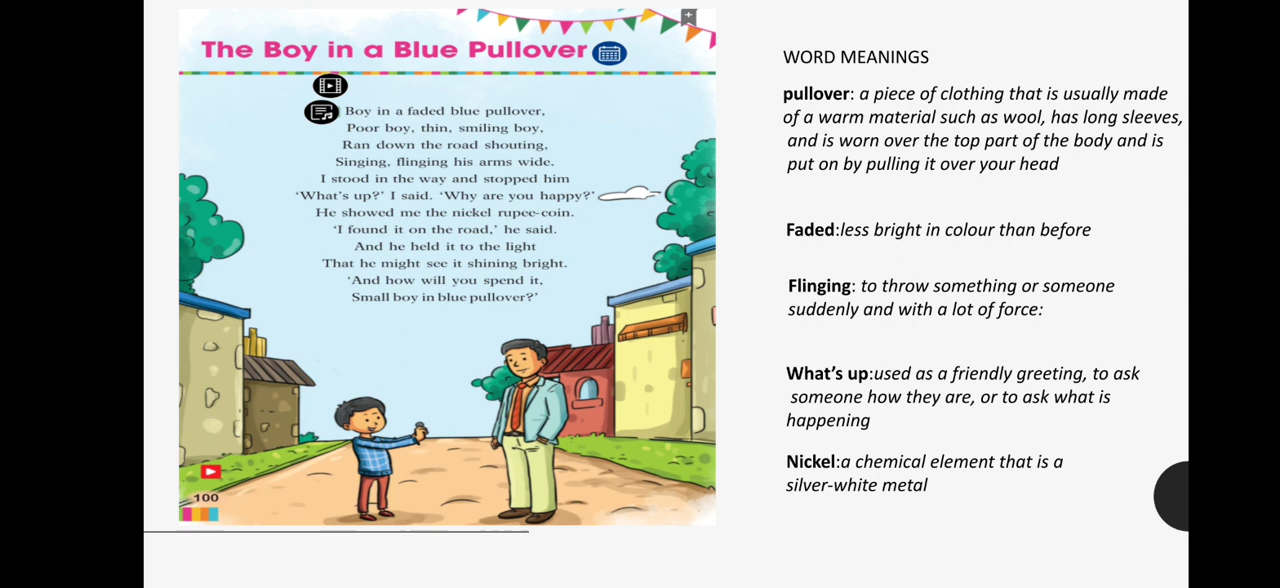 The Boy in a Blue Pullover
Boy in a faded blue pullover,
Poor boy, thin, smiling boy,
Ran down the road shouting,
Singing, flinging his arms wide.
I stood in the way and stopped him
‘What’s up?’ I said. ‘Why are you happy?’
He showed me the nickel rupee-coin.
‘I found it on the road,’ he said.
And he held it to the light
That he might see it shining bright.
‘And how will you spend it,
Small boy in blue pullover?’
100
WORD MEANINGS
pullover: a piece of clothing that is usually made
of a warm material such as wool, has long sleeves,
and is worn over the top part of the body and is
put on by pulling it over your head
Faded:less bright in colour than before
Flinging: to throw something or someone
suddenly and with a lot of force:
What’s up:used as a friendly greeting, to ask
someone how they are, or to ask what is
happening
Nickel:a chemical element that is a
silver-white metal